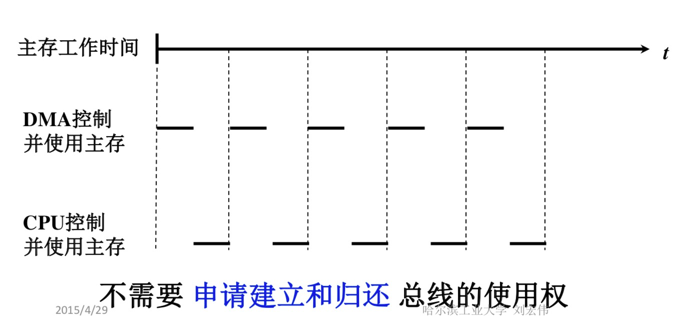 主存工作时间
t
DMA控制
并使用主存
CPU控制
并使用主存
不需要 申请建立和归还 总线的使用权
2015/4/29
哈尔滨工业大学 刘宏伟